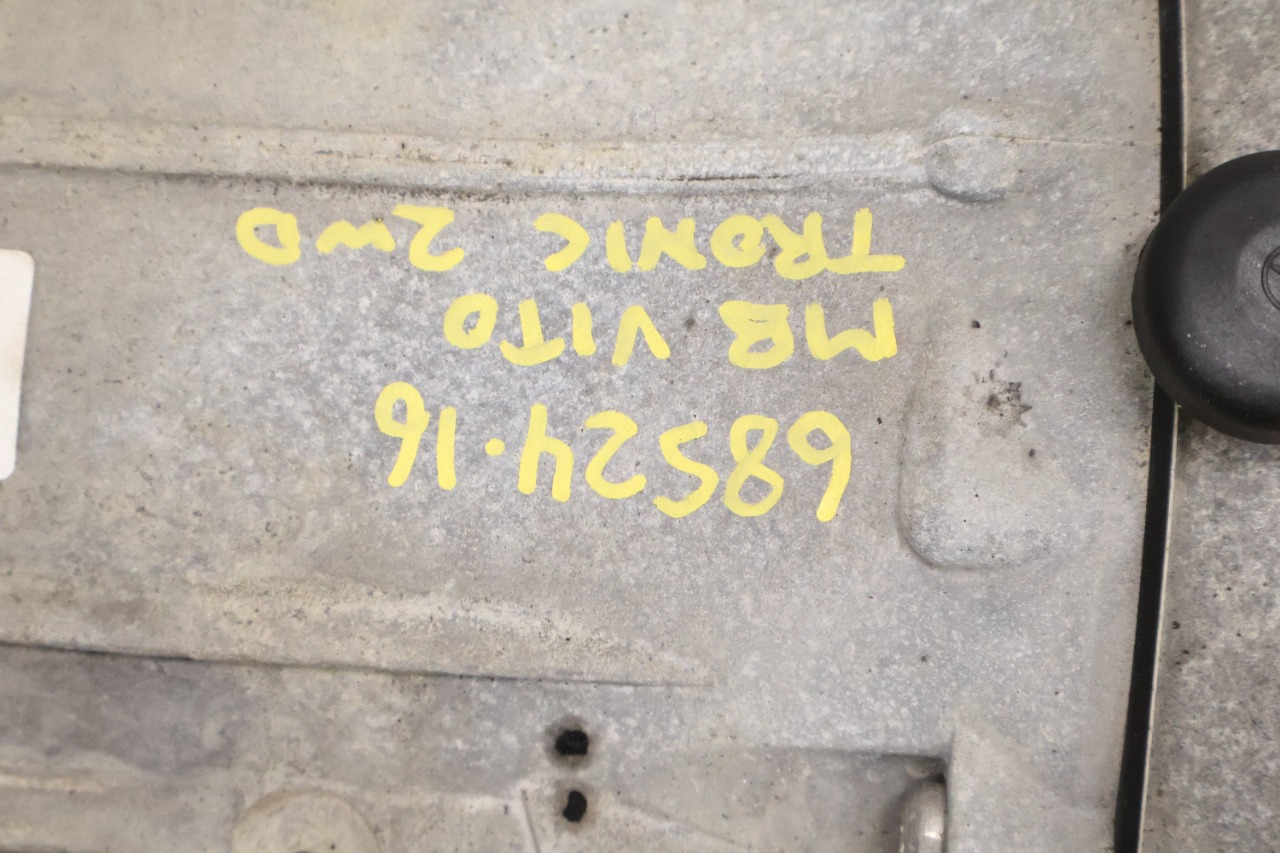 68524.16
MB VITO
TRONIC 2WD